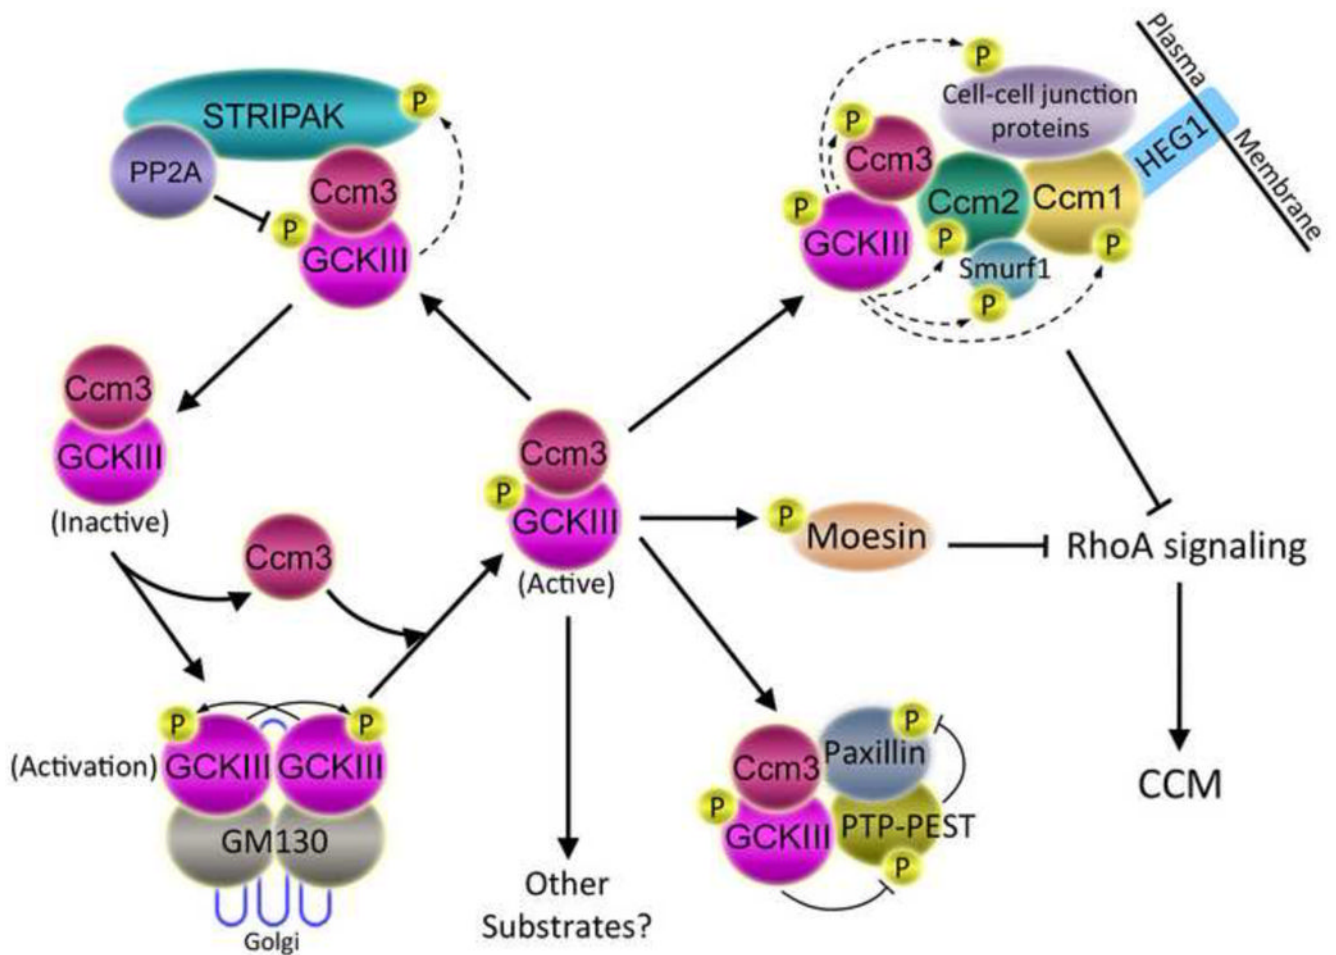 STRIPAK
P
PP2A
Ccm3
P
GCKIII
Ccm3
GCKIII
(Inactive)
Ccm3
P
P
(Activation)
GCKIII
GCKIII
GM130
Golgi
Ccm3
P
GCKIII
(Active)
Other
Substrates?
P
Cell-cell junction
proteins
Plasma
Membrane
HEG1
P
Ccm3
P
GCKIII
Ccm2
Ccm1
P
P
Smurf1
P
P
Moesin
RhoA signaling
CCM
P
Paxillin
Ccm3
P
GCKIII
PTP-PEST
P